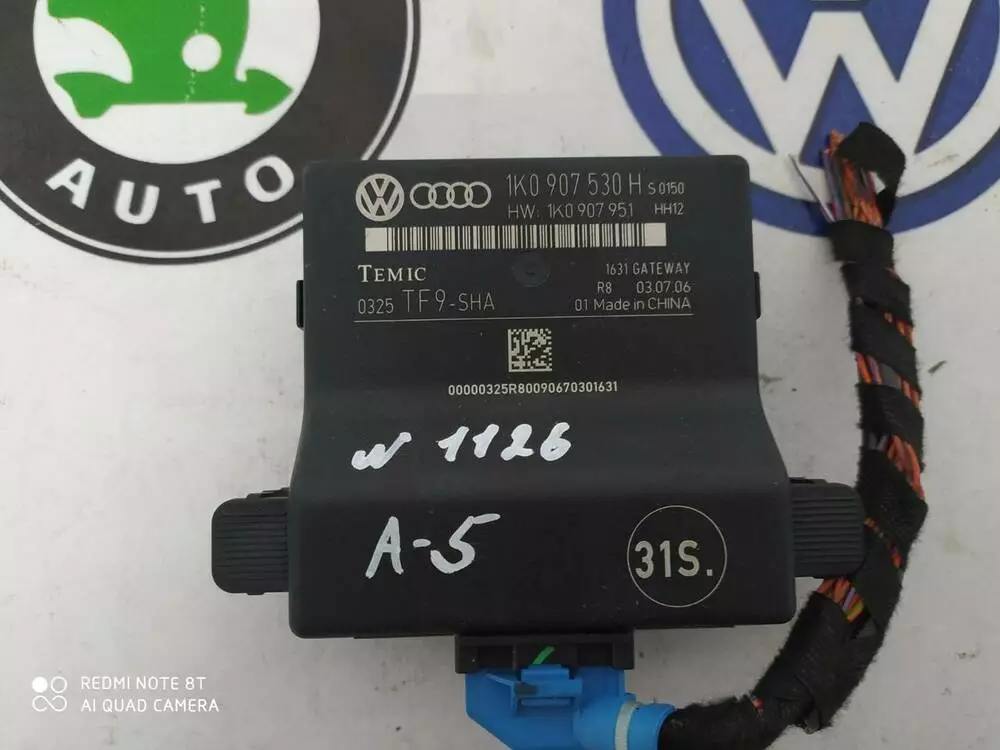 AUTO
1K0 907 530 H S 0150
HW: 1K0 907 951 HH12
TEMIC
1631 GATEWAY
R8 03.07.06
0325 TF9-SHA
01 Made in CHINA
00000325R80090670301631
N 1126
A-5
31S.
REDMI NOTE 8T
AI QUAD CAMERA